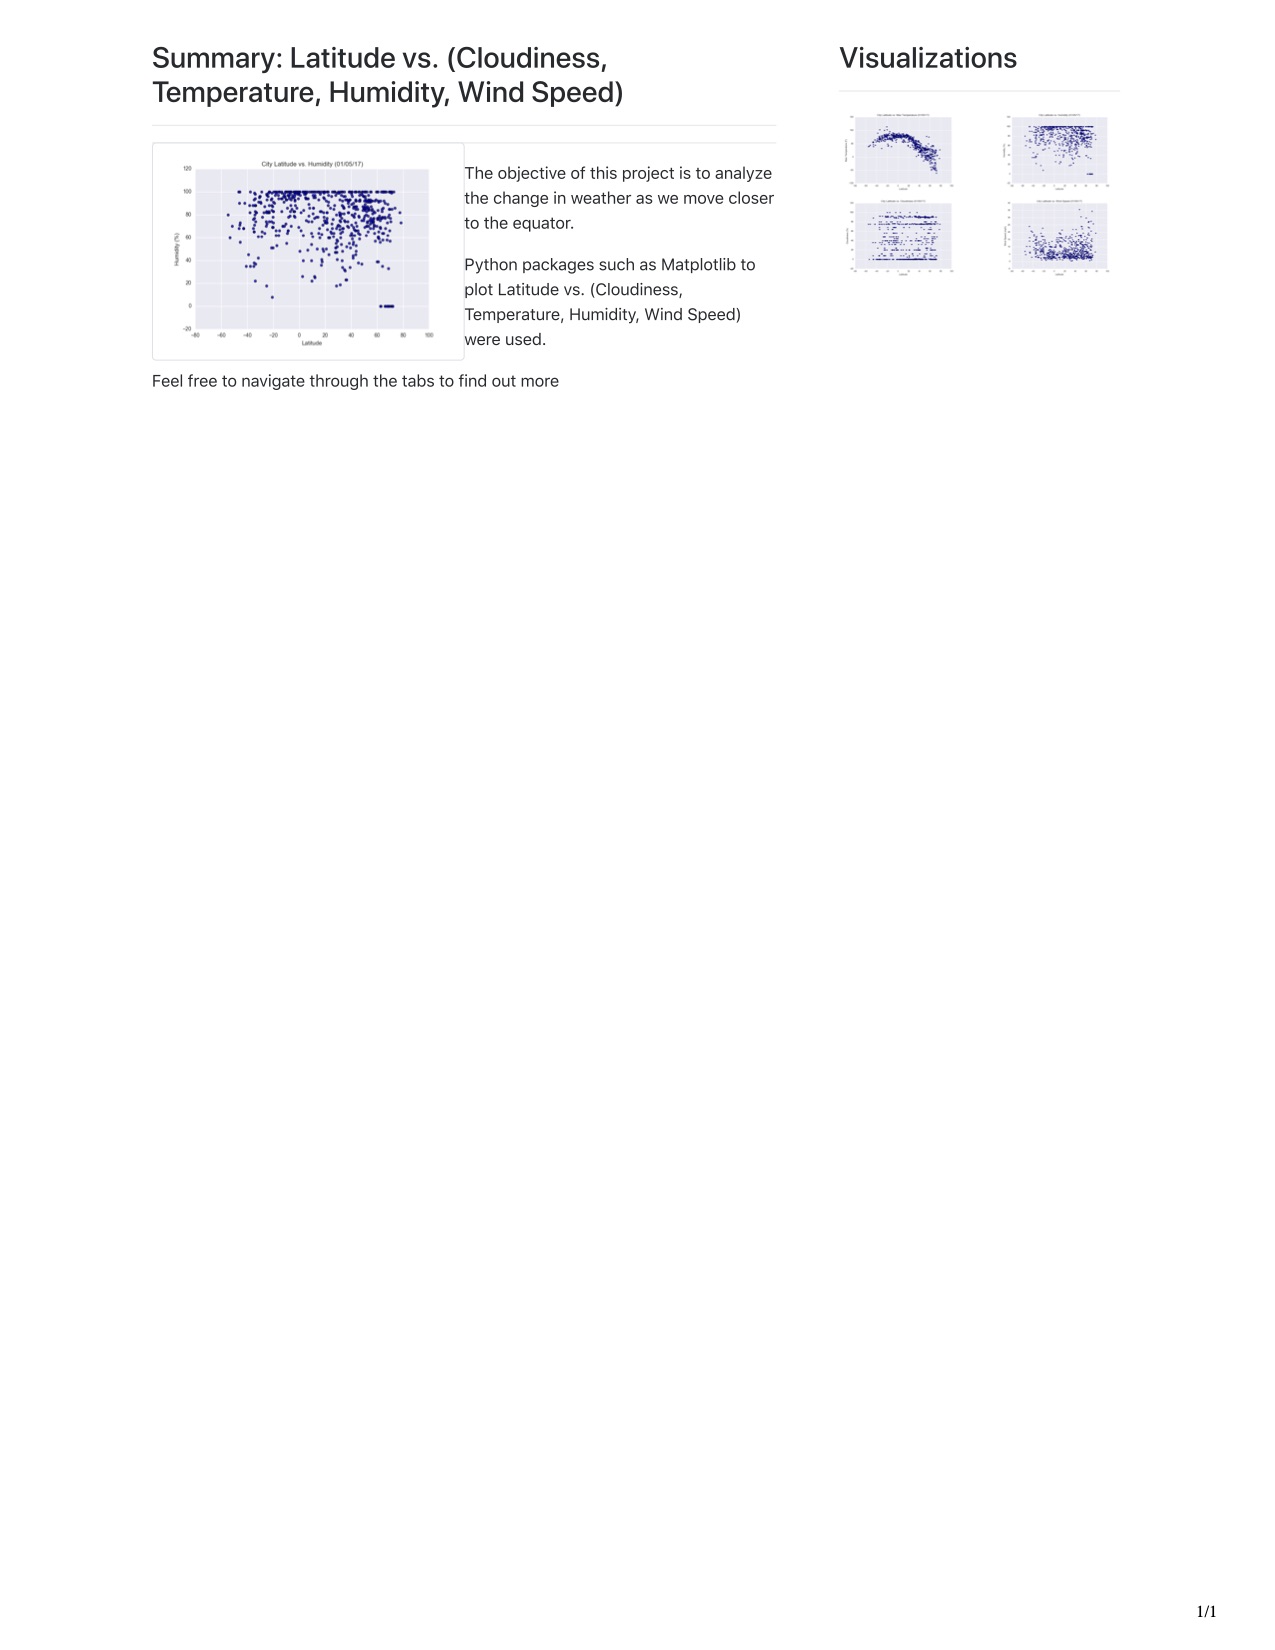 Summary: Latitude vs. (Cloudiness,
Temperature, Humidity, Wind Speed)
City Latitude vs. Humidity (01/05/17)
120
100
80
60
40
20
0
−20
Humidity (%)
−80 −60 −40 −20 0 20 40 60 80 100
Latitude
The objective of this project is to analyze
the change in weather as we move closer
to the equator.
Python packages such as Matplotlib to
plot Latitude vs. (Cloudiness,
Temperature, Humidity, Wind Speed)
were used.
Feel free to navigate through the tabs to find out more
Visualizations
1/1